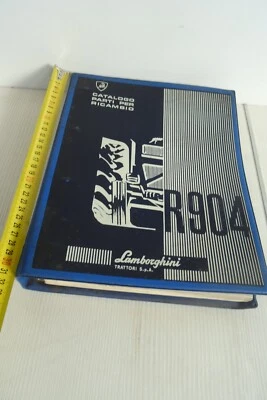 CATALOGO
PARTI PER
RICAMBIO
R904
Lamborghini
TRATTORI S.p.A.